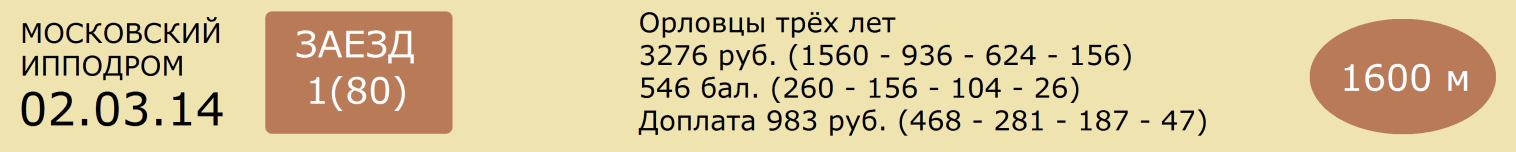 МОСКОВСКИЙ
ИППОДРОМ
02.03.14
ЗАЕЗД
1(80)
Орловцы трёх лет
3276 руб. (1560 - 936 - 624 - 156)
546 бал. (260 - 156 - 104 - 26)
Доплата 983 руб. (468 - 281 - 187 - 47)
1600 м